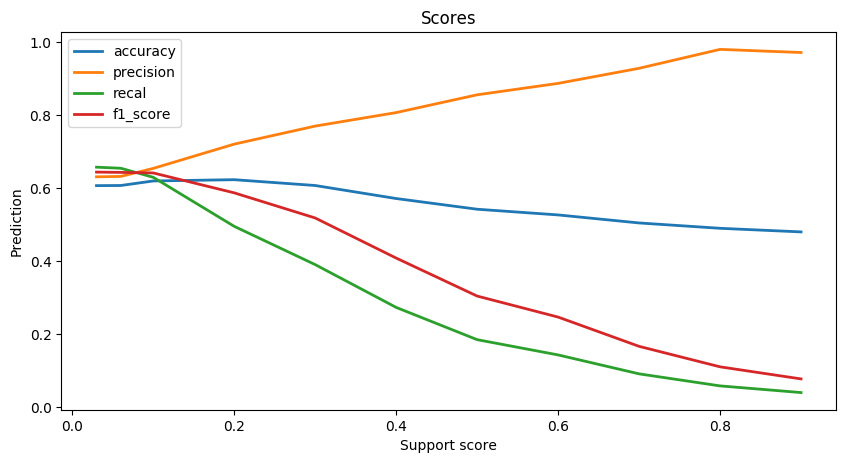 Scores
accuracy
precision
recal
f1_score
1.0
0.8
0.6
0.4
0.2
0.0
Prediction
0.0 0.2 0.4 0.6 0.8
Support score